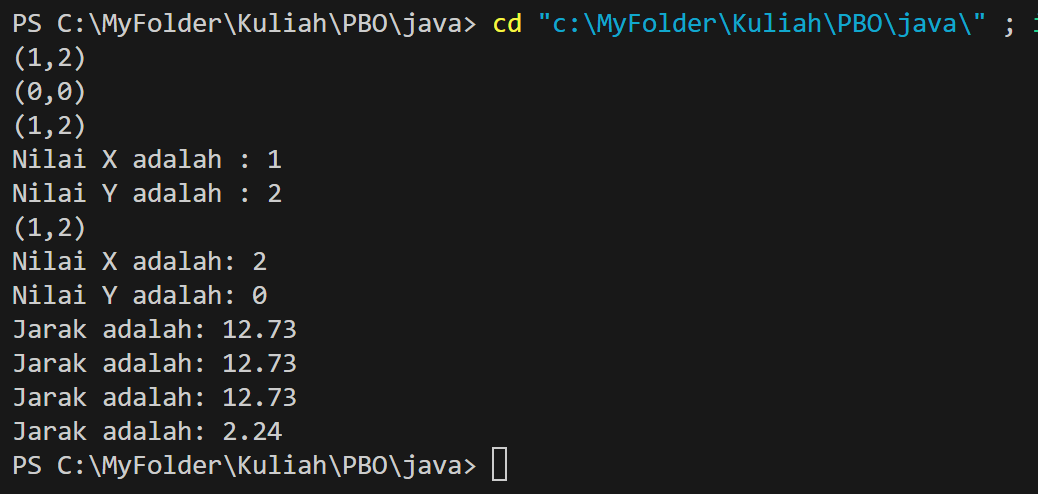 PS C:\MyFolder\Kuliah\PBO\java> cd "c:\MyFolder\Kuliah\PBO\java\" ;
(1,2)
(0,0)
(1,2)
Nilai X adalah : 1
Nilai Y adalah : 2
(1,2)
Nilai X adalah: 2
Nilai Y adalah: 0
Jarak adalah: 12.73
Jarak adalah: 12.73
Jarak adalah: 12.73
Jarak adalah: 2.24
PS C:\MyFolder\Kuliah\PBO\java>